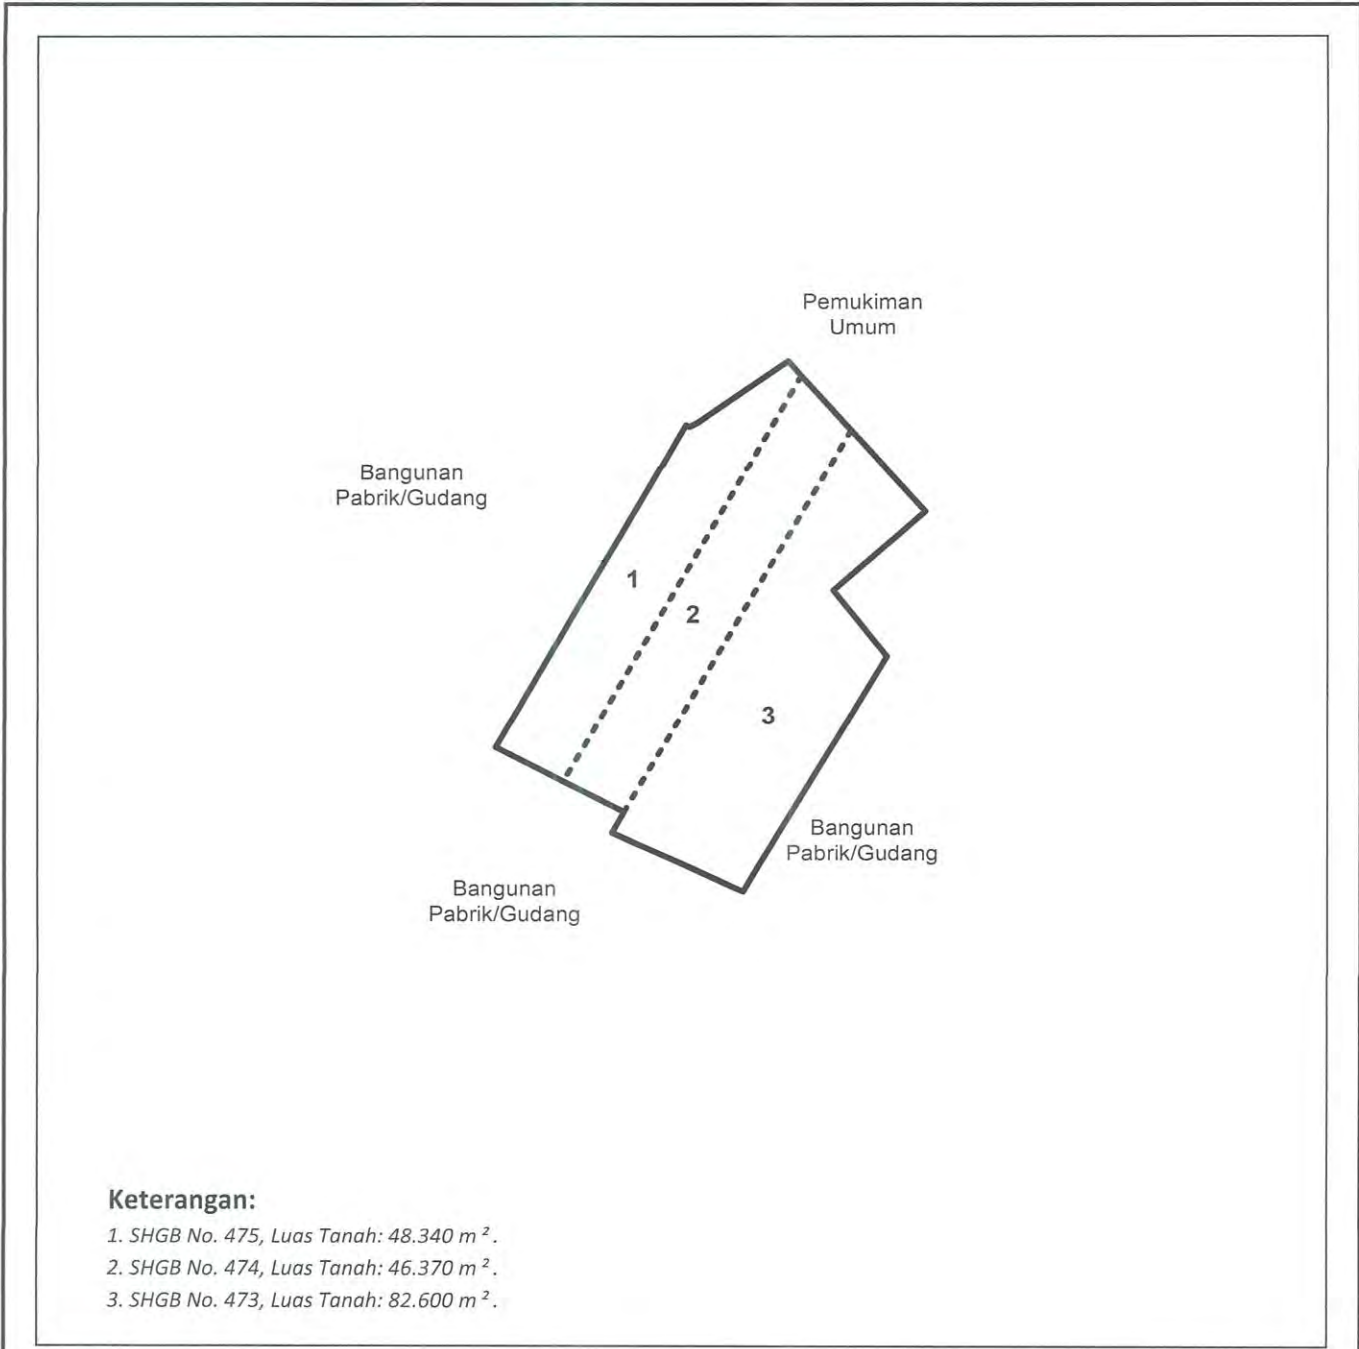 Pemukiman
Umum
Bangunan
Pabrik/Gudang
1
2
3
Bangunan
Pabrik/Gudang
Bangunan
Pabrik/Gudang
Keterangan:
1. SHGB No. 475, Luas Tanah: 48.340 m ² .
2. SHGB No. 474, Luas Tanah: 46.370 m ² .
3. SHGB No. 473, Luas Tanah: 82.600 m ² .